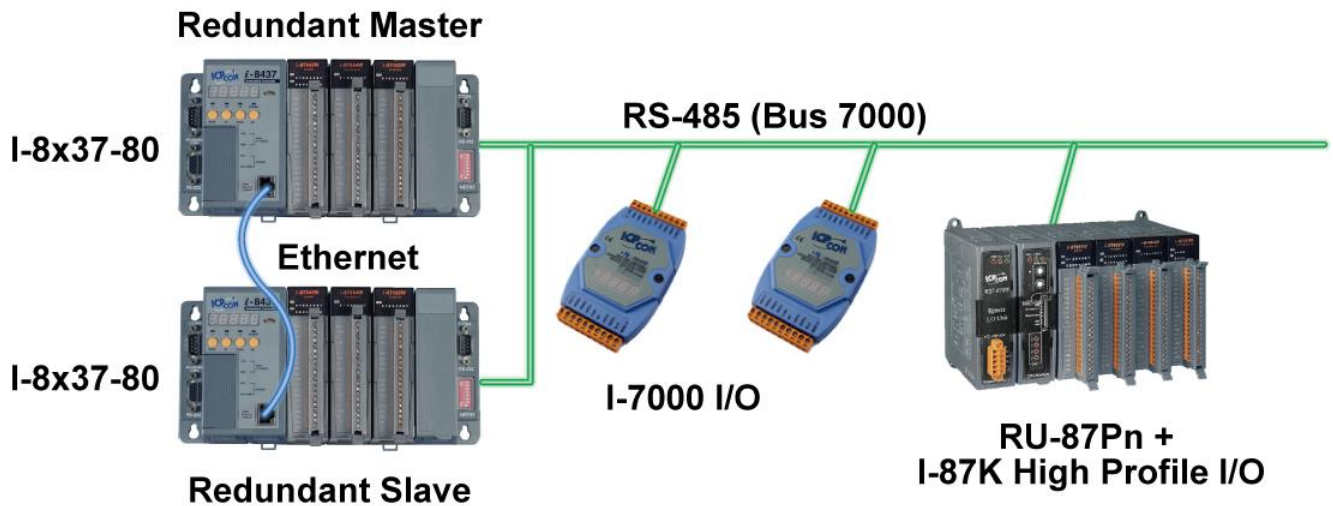 Redundant Master
I-8x37-80
i-8437
RS-485 (Bus 7000)
Ethernet
I-8x37-80
Redundant Slave
I-7000 I/O
RU-87Pn +
I-87K High Profile I/O